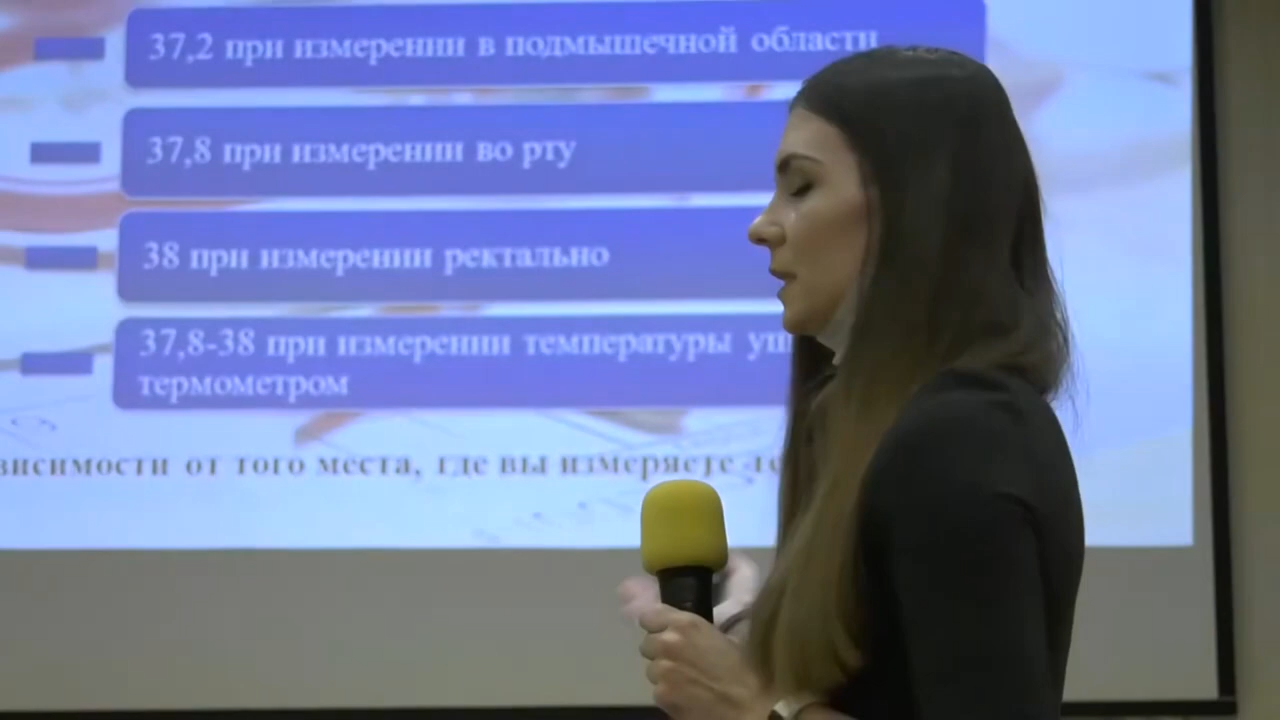 37,2 при измерении в подмышечной области
37,8 при измерении во рту
38 при измерении ректально
37,8-38 при измерении температуры
термометром
от того места, где вы измеряете